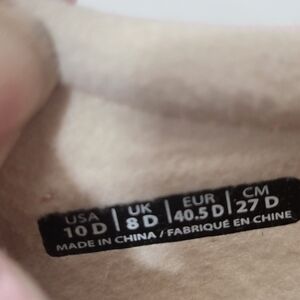 USA | UK | EUR | CM
10 D | 8 D | 40.5 D | 27 D
MADE IN CHINA / FABRIQUÉ EN CHINE